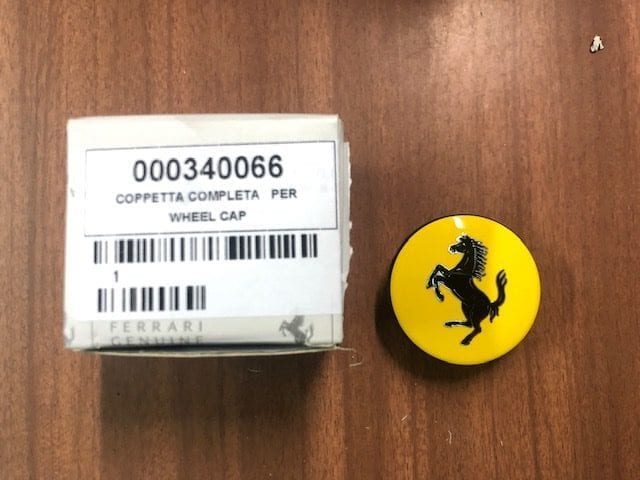 000340066
COPPETTA COMPLETA PER
WHEEL CAP
1
FERRARI
GENUINE